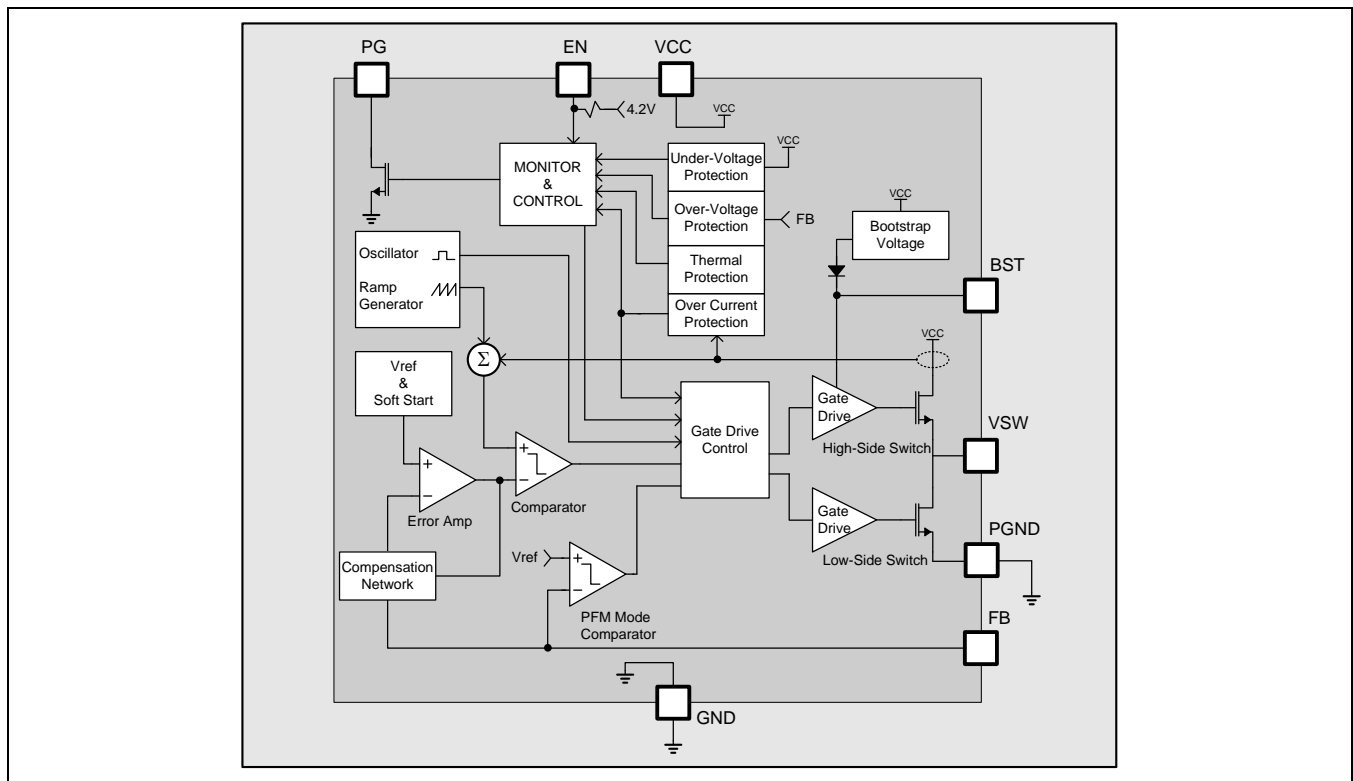 PG
EN
VCC
4.2V
VCC
MONITOR
&
CONTROL
Under-Voltage
Protection
VCC
Over-Voltage
Protection
FB
Thermal
Protection
Over Current
Protection
VCC
Bootstrap
Voltage
BST
Oscillator
Ramp
Generator
Σ
VCC
Vref
&
Soft Start
Gate Drive
Control
Gate
Drive
High-Side Switch
VSW
+
−
Error Amp
+
−
Comparator
Gate
Drive
Low-Side Switch
PGND
Compensation
Network
Vref
+
−
PFM Mode
Comparator
FB
GND